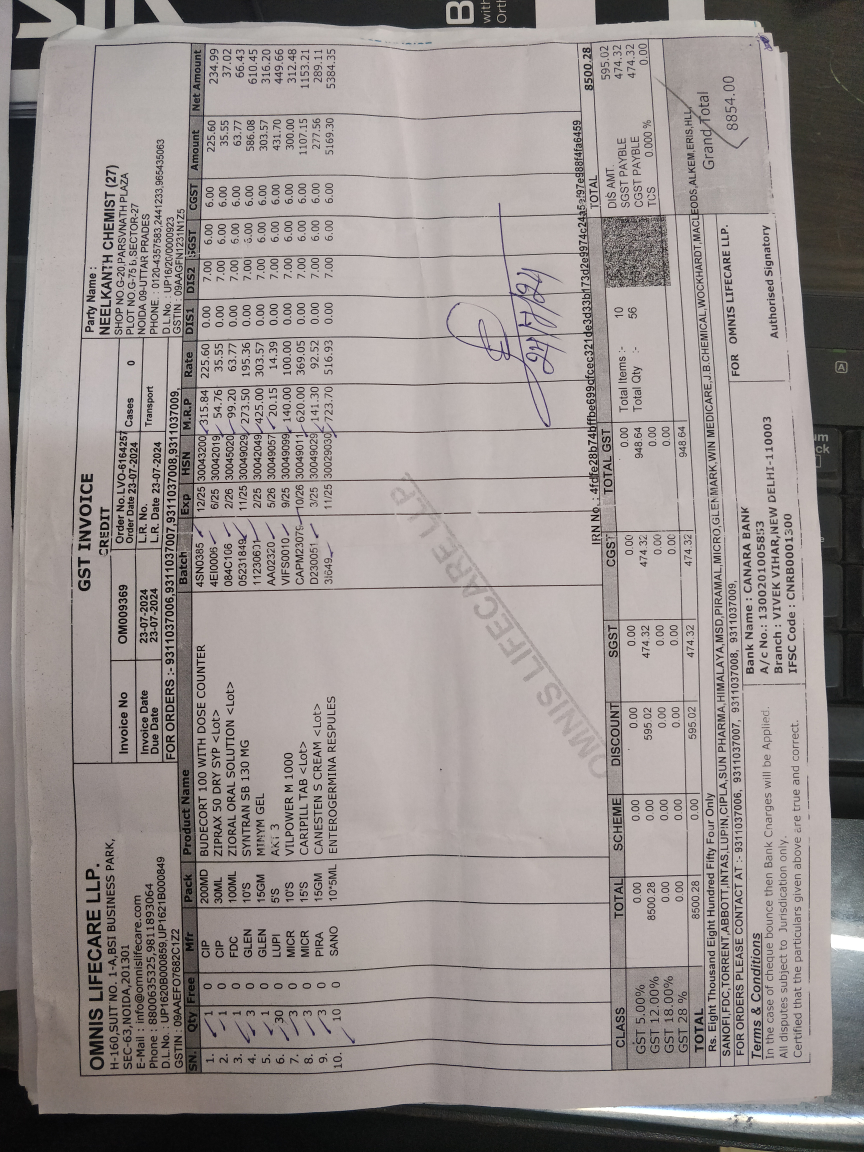 OMNIS LIFECARE LLP.
H-160,SUIT NO. 1-A,BSI BUSINESS PARK,
SEC-63,NOIDA,201301
E-Mail : info@omnislifecare.com
Phone : 8800635325,9811893064
D.L.No. : UP1620B000859,UP1621B000849
GSTIN : 09AAEFO7682C1Z2
GST INVOICE
CREDIT
Invoice No OM009369
Order No.LVO-6164257
Order Date 23-07-2024 Cases 0
Invoice Date 23-07-2024
Due Date 23-07-2024
L.R. No. Transport
L.R. Date 23-07-2024
FOR ORDERS :- 9311037006,9311037007,9311037008,9311037009,
Party Name :
NEELKANTH CHEMIST (27)
SHOP NO.G-20,PARSVNATH PLAZA
PLOT NO.G-75 b,SECTOR-27
NOIDA 09-UTTAR PRADES
PHONE : 0120-4357583,2441233,965435063
D.L.No. : UP16/20/0000923
GSTIN : 09AAGFN1231N1Z5
SN. Qty Free Mfr Pack Product Name Batch Exp HSN M.R.P Rate DIS1 DIS2 SGST CGST Amount Net Amount
1. 1 0 CIP 200MD BUDECORT 100 WITH DOSE COUNTER 4SN0385 12/25 30043200 315.84 225.60 0.00 7.00 6.00 6.00 225.60 234.99
2. 1 0 CIP 30ML ZIPRAX 50 DRY SYP <Lot> 4EI0006 6/25 30042019 54.76 35.55 0.00 7.00 6.00 6.00 35.55 37.02
3. 1 0 FDC 100ML ZIORAL ORAL SOLUTION <Lot> 084C106 2/26 30045020 99.20 63.77 0.00 7.00 6.00 6.00 63.77 66.43
4. 3 0 GLEN 10'S SYNTRAN SB 130 MG 05231849 11/25 30049029 273.50 195.36 0.00 7.00 6.00 6.00 586.08 610.45
5. 1 0 GLEN 15GM MINYM GEL 11230631 2/25 30042049 425.00 303.57 0.00 7.00 6.00 6.00 303.57 316.20
6. 30 0 LUPI 5'S AKT 3 AA02320 5/26 30049057 20.15 14.39 0.00 7.00 6.00 6.00 431.70 449.66
7. 3 0 MICR 10'S VILPOWER M 1000 VIFS0010 9/25 30049099 140.00 100.00 0.00 7.00 6.00 6.00 300.00 312.48
8. 3 0 MICR 15'S CARIPILL TAB <Lot> CAPM23079 10/26 30049011 620.00 369.05 0.00 7.00 6.00 6.00 1107.15 1153.21
9. 3 0 PIRA 15GM CANESTEN S CREAM <Lot> D230051 3/25 30049029 141.30 92.52 0.00 7.00 6.00 6.00 277.56 289.11
10. 10 0 SANO 10*5ML ENTEROGERMINA RESPULES 3I649 11/25 30029030 723.70 516.93 0.00 7.00 6.00 6.00 5169.30 5384.35
OMNIS LIFECARE LLP.
24/7/24
IRN No. :
CLASS TOTAL SCHEME DISCOUNT SGST CGST TOTAL GST
GST 5.00% 0.00 0.00 0.00 0.00 0.00 0.00
GST 12.00% 8500.28 0.00 595.02 474.32 474.32 948.64
GST 18.00% 0.00 0.00 0.00 0.00 0.00 0.00
GST 28 % 0.00 0.00 0.00 0.00 0.00 0.00
TOTAL 8500.28 0.00 595.02 474.32 474.32 948.64
Total Items :- 10
Total Qty :- 56
TOTAL 8500.28
DIS AMT. 595.02
SGST PAYBLE 474.32
CGST PAYBLE 474.32
TCS 0.000 % 0.00
Grand Total
8854.00
Rs. Eight Thousand Eight Hundred Fifty Four Only
SANOFI,FDC,TORRENT,ABBOTT,INTAS,LUPIN,CIPLA,SUN PHARMA,HIMALAYA,MSD,PIRAMAL,MICRO,GLENMARK,WIN MEDICARE,J.B.CHEMICAL,WOCKHARDT,MACLEODS,ALKEM,ERIS,HLL
FOR ORDERS PLEASE CONTACT AT :- 9311037006, 9311037007, 9311037008, 9311037009,
Terms & Conditions
In the case of cheque bounce then Bank Cnarges will be Applied.
All disputes subject to Jurisdication only.
Certified that the particulars given above are true and correct.
Bank Name : CANARA BANK
A/c No.: 130020100585​3
Branch : VIVEK VIHAR,NEW DELHI-110003
IFSC Code : CNRB0001300
FOR OMNIS LIFECARE LLP.
Authorised Signatory